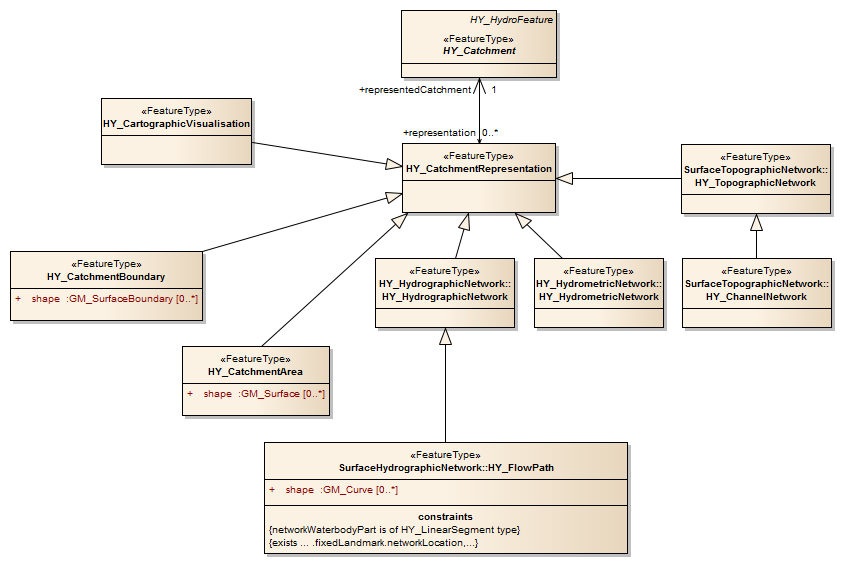 HY_HydroFeature
«FeatureType»
HY_Catchment
+representedCatchment 1
+representation 0..*
«FeatureType»
HY_CartographicVisualisation
«FeatureType»
HY_CatchmentRepresentation
«FeatureType»
SurfaceTopographicNetwork::
HY_TopographicNetwork
«FeatureType»
HY_CatchmentBoundary
+ shape :GM_SurfaceBoundary [0..*]
«FeatureType»
HY_HydrographicNetwork::
HY_HydrographicNetwork
«FeatureType»
HY_HydrometricNetwork::
HY_HydrometricNetwork
«FeatureType»
SurfaceTopographicNetwork::
HY_ChannelNetwork
«FeatureType»
HY_CatchmentArea
+ shape :GM_Surface [0..*]
«FeatureType»
SurfaceHydrographicNetwork::HY_FlowPath
+ shape :GM_Curve [0..*]
constraints
{networkWaterbodyPart is of HY_LinearSegment type}
{exists ... .fixedLandmark.networkLocation,...}